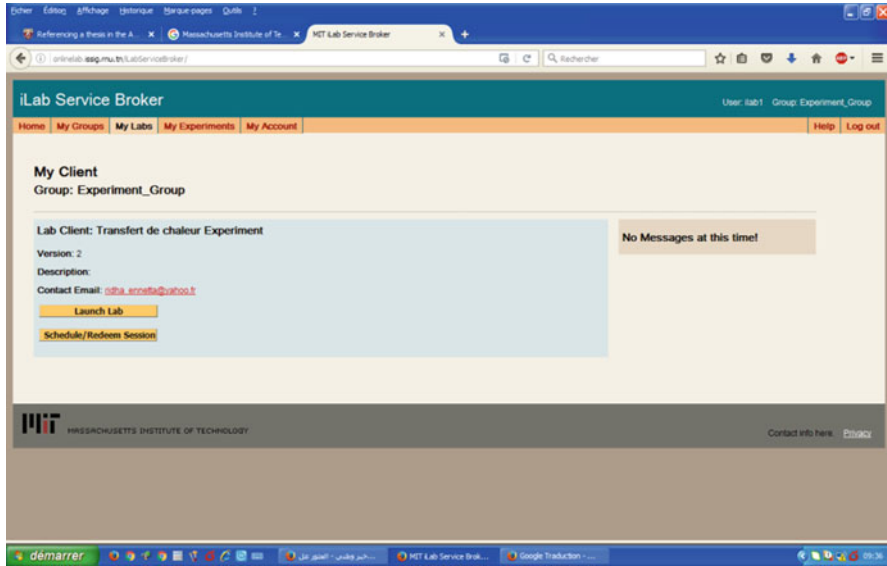 Fichier Édition Affichage Historique Marque-pages Outils ?
Referencing a thesis in the A...
Massachusetts Institute of Te...
MIT iLab Service Broker
onlinelab.issg.rnu.tn/LabServiceBroker/
Rechercher
iLab Service Broker
User: ilab1 Group: Experiment_Group
Home My Groups My Labs My Experiments My Account
Help Log out
My Client
Group: Experiment_Group
Lab Client: Transfert de chaleur Experiment
No Messages at this time!
Version: 2
Description:
Contact Email: ridha_ennetta@yahoo.fr
Launch Lab
Schedule/Redeem Session
MIT MASSACHUSETTS INSTITUTE OF TECHNOLOGY
Contact info here. Privacy
démarrer
MIT iLab Service Brok...
Google Traduction - ...
09:36